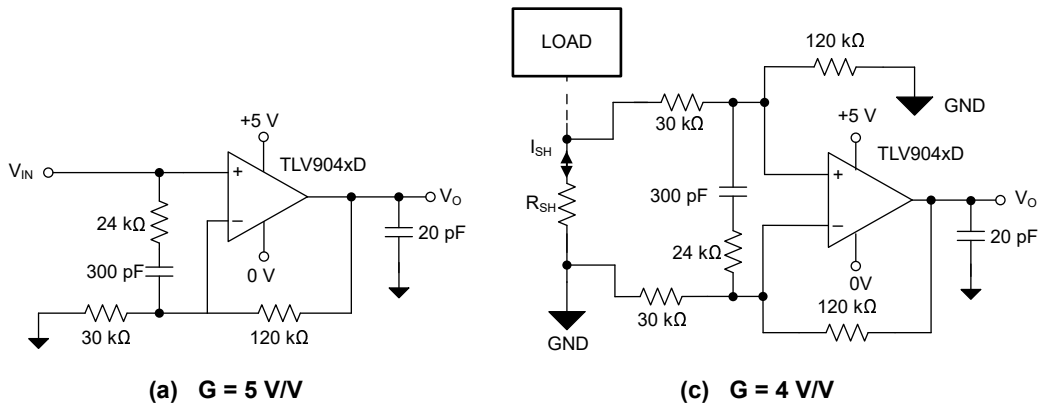 +5 V
TLV904xD
V_IN
+
−
V_O
24 kΩ
20 pF
300 pF
0 V
30 kΩ
120 kΩ
(a) G = 5 V/V
LOAD
120 kΩ
30 kΩ
GND
+5 V
I_SH
TLV904xD
300 pF
+
R_SH
−
V_O
24 kΩ
20 pF
0V
120 kΩ
30 kΩ
GND
(c) G = 4 V/V